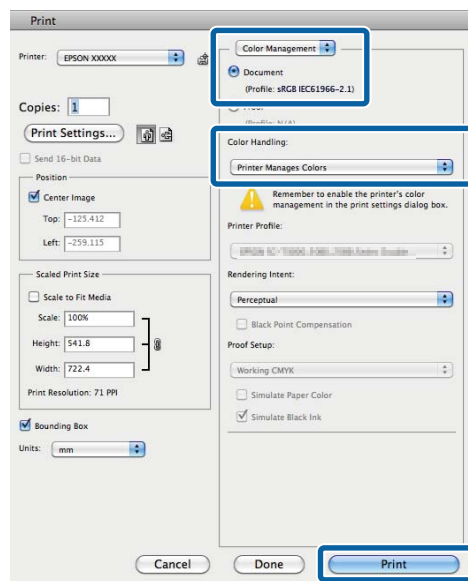 Print
Printer: EPSON XXXXX
Copies: 1
Print Settings...
Send 16-bit Data
Position
Center Image
Top: -125.412
Left: -259.115
Scaled Print Size
Scale to Fit Media
Scale: 100%
Height: 541.8
Width: 722.4
Print Resolution: 71 PPI
Bounding Box
Units: mm
Color Management
Document
(Profile: sRGB IEC61966-2.1)
Color Handling:
Printer Manages Colors
Remember to enable the printer's color
management in the print settings dialog box.
Printer Profile:
Rendering Intent:
Perceptual
Black Point Compensation
Proof Setup:
Working CMYK
Simulate Paper Color
Simulate Black Ink
Cancel
Done
Print